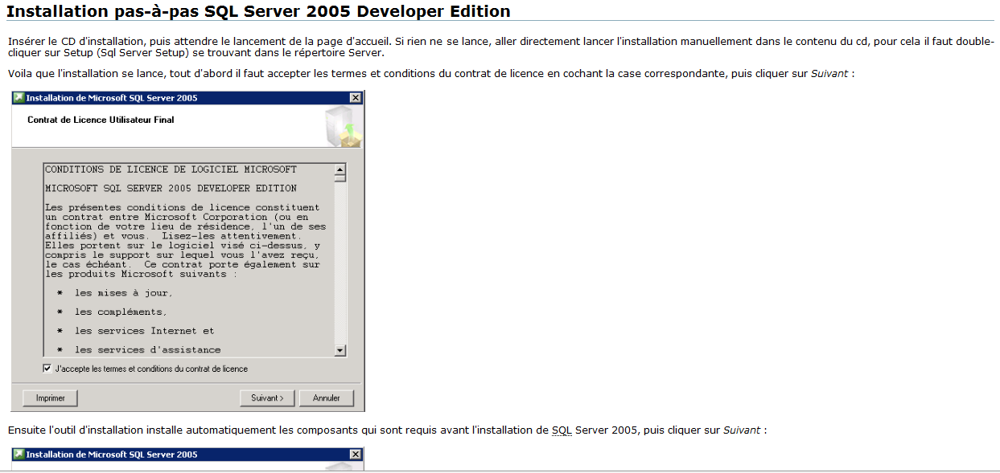 Installation pas-à-pas SQL Server 2005 Developer Edition
Insérer le CD d'installation, puis attendre le lancement de la page d'accueil. Si rien ne se lance, aller directement lancer l'installation manuellement dans le contenu du cd, pour cela il faut double-
cliquer sur Setup (Sql Server Setup) se trouvant dans le répertoire Server.
Voila que l'installation se lance, tout d'abord il faut accepter les termes et conditions du contrat de licence en cochant la case correspondante, puis cliquer sur Suivant :
Installation de Microsoft SQL Server 2005
Contrat de Licence Utilisateur Final
CONDITIONS DE LICENCE DE LOGICIEL MICROSOFT
MICROSOFT SQL SERVER 2005 DEVELOPER EDITION
Les présentes conditions de licence constituent
un contrat entre Microsoft Corporation (ou en
fonction de votre lieu de résidence, l'un de ses
affiliés) et vous.  Lisez-les attentivement.
Elles portent sur le logiciel visé ci-dessus, y
compris le support sur lequel vous l'avez reçu,
le cas échéant.  Ce contrat porte également sur
les produits Microsoft suivants :
* les mises à jour,
* les compléments,
* les services Internet et
* les services d'assistance
J'accepte les termes et conditions du contrat de licence
Imprimer Suivant > Annuler
Ensuite l'outil d'installation installe automatiquement les composants qui sont requis avant l'installation de SQL Server 2005, puis cliquer sur Suivant :
Installation de Microsoft SQL Server 2005